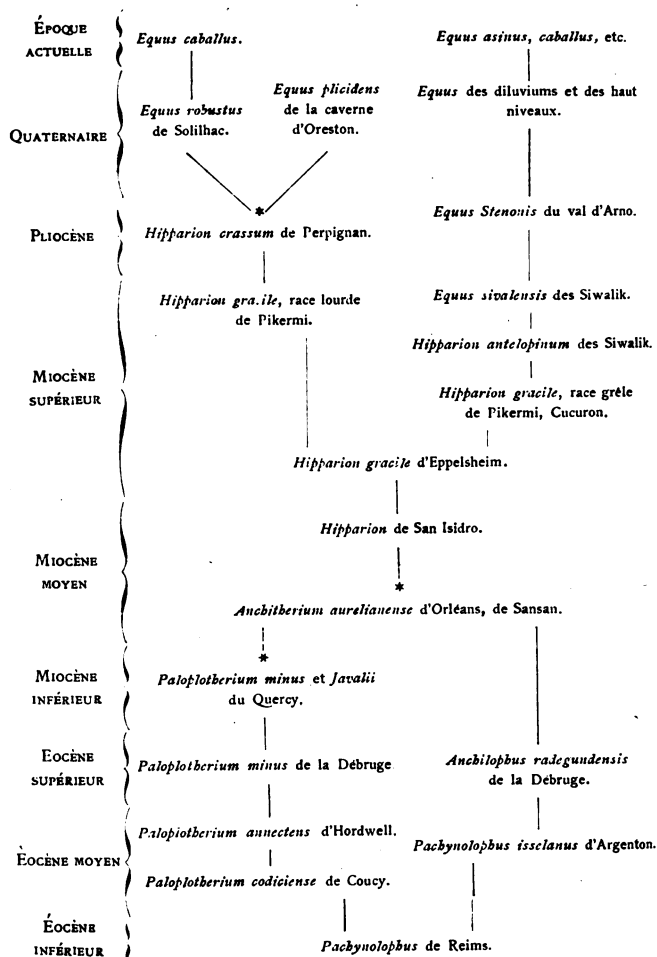 ÉPOQUE
ACTUELLE
Equus caballus.
Equus asinus, caballus, etc.
QUATERNAIRE
Equus robustus
de Solilhac.
Equus plicidens
de la caverne
d'Oreston.
Equus des diluviums et des haut
niveaux.
PLIOCÈNE
*
Hipparion crassum de Perpignan.
Equus Stenonis du val d'Arno.
MIOCÈNE
SUPÉRIEUR
Hipparion gra.ile, race lourde
de Pikermi.
Equus sivalensis des Siwalik.
Hipparion antelopinum des Siwalik.
Hipparion gracile, race grêle
de Pikermi, Cucuron.
Hipparion gracile d'Eppelsheim.
MIOCÈNE
MOYEN
Hipparion de San Isidro.
*
Anchitherium aurelianense d'Orléans, de Sansan.
MIOCÈNE
INFÉRIEUR
*
Paloplotherium minus et Javalii
du Quercy.
EOCÈNE
SUPÉRIEUR
Paloplotherium minus de la Débruge
Anchilophus radegundensis
de la Débruge.
ÈOCÈNE MOYEN
Palopiotherium annectens d'Hordwell.
Pachynolophus isselanus d'Argenton.
Paloplotherium codiciense de Coucy.
ÉOCÈNE
INFÉRIEUR
Pachynolophus de Reims.